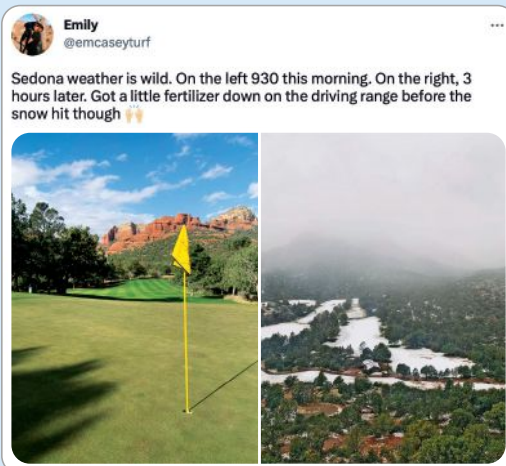 Emily
@emcaseyturf
Sedona weather is wild. On the left 930 this morning. On the right, 3
hours later. Got a little fertilizer down on the driving range before the
snow hit though 🙌🏻